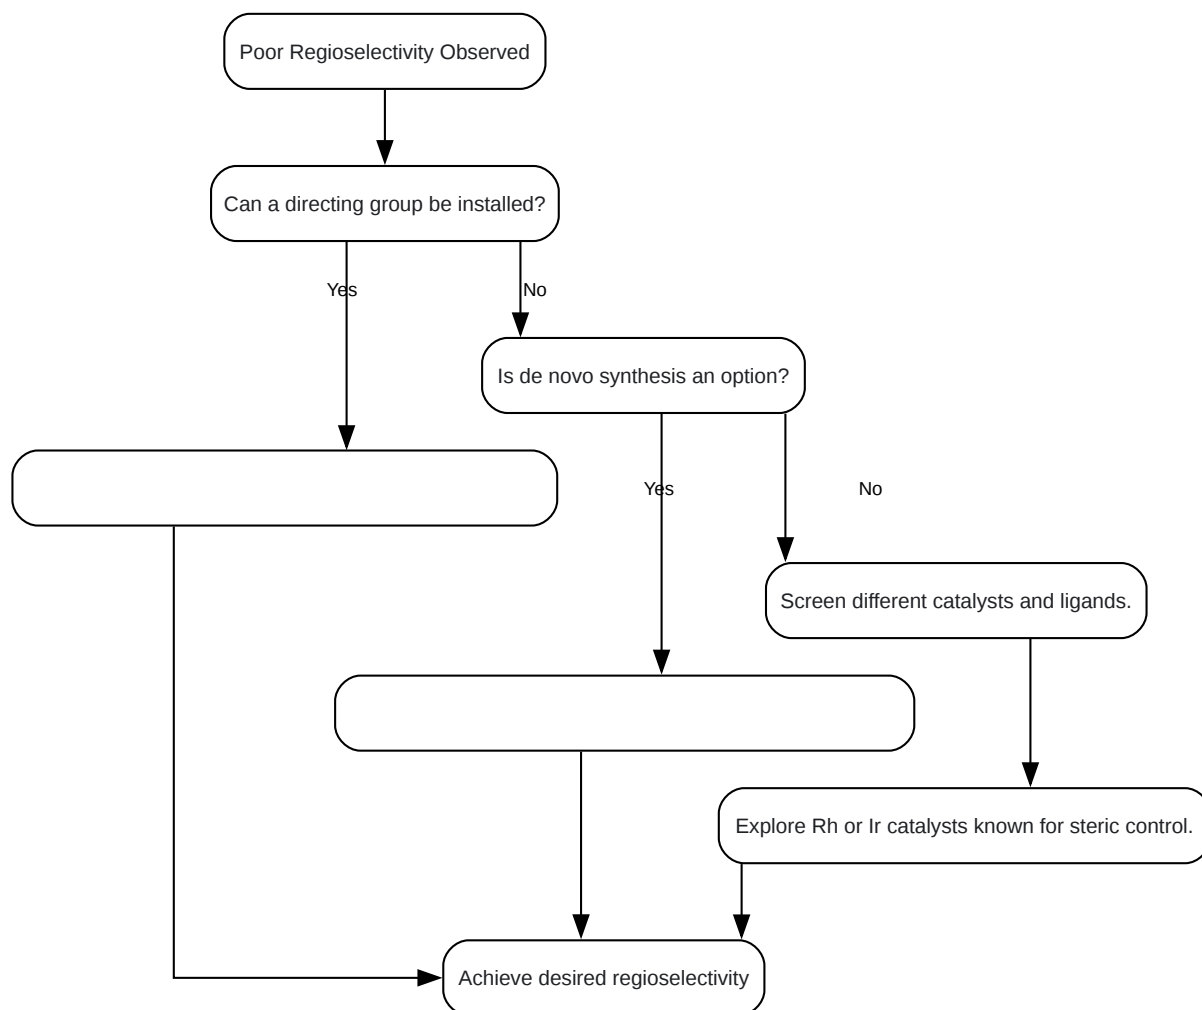 Poor Regioselectivity Observed
Can a directing group be installed?
Yes
No
Is de novo synthesis an option?
Yes
No
Screen different catalysts and ligands.
Explore Rh or Ir catalysts known for steric control.
Achieve desired regioselectivity